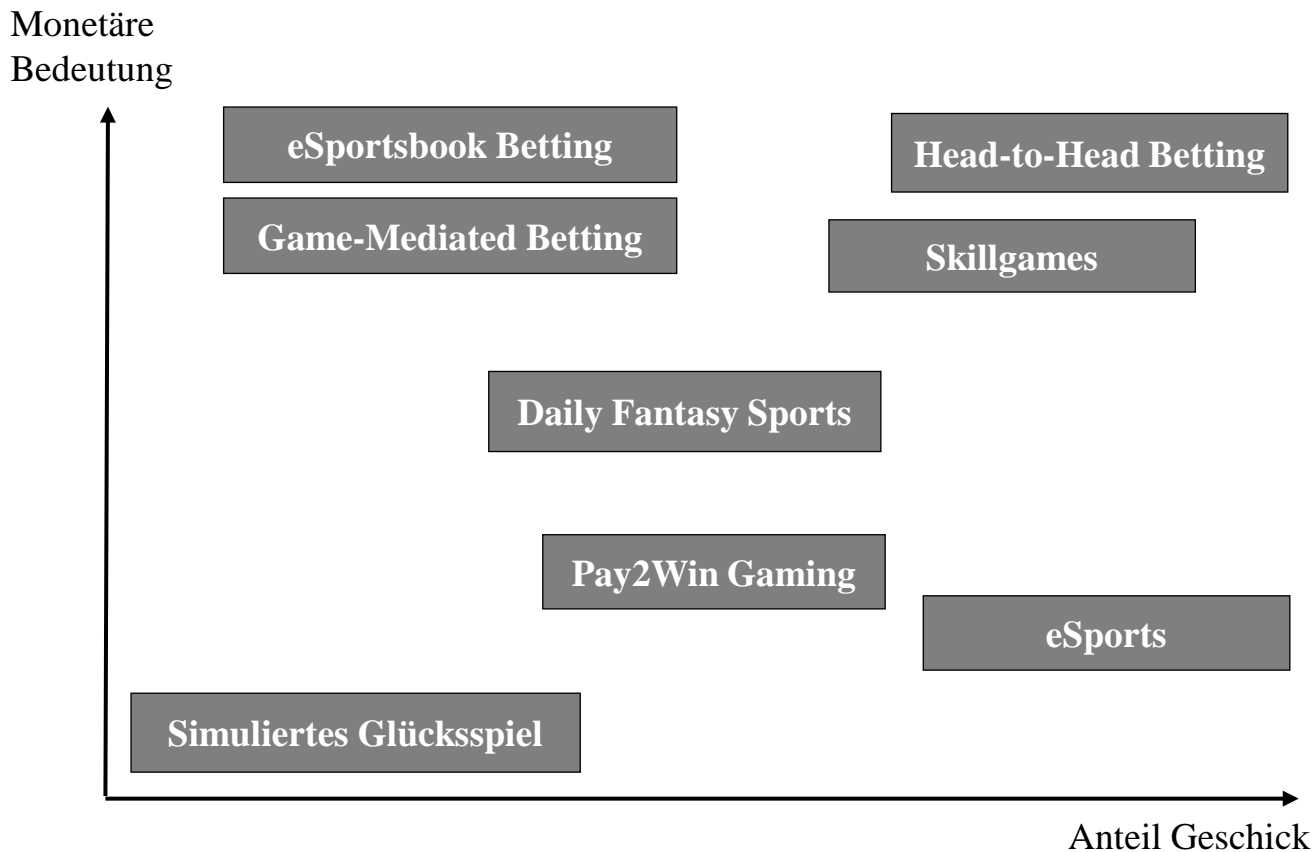 Monetäre
Bedeutung
eSportsbook Betting
Head-to-Head Betting
Game-Mediated Betting
Skillgames
Daily Fantasy Sports
Pay2Win Gaming
eSports
Simuliertes Glücksspiel
Anteil Geschick